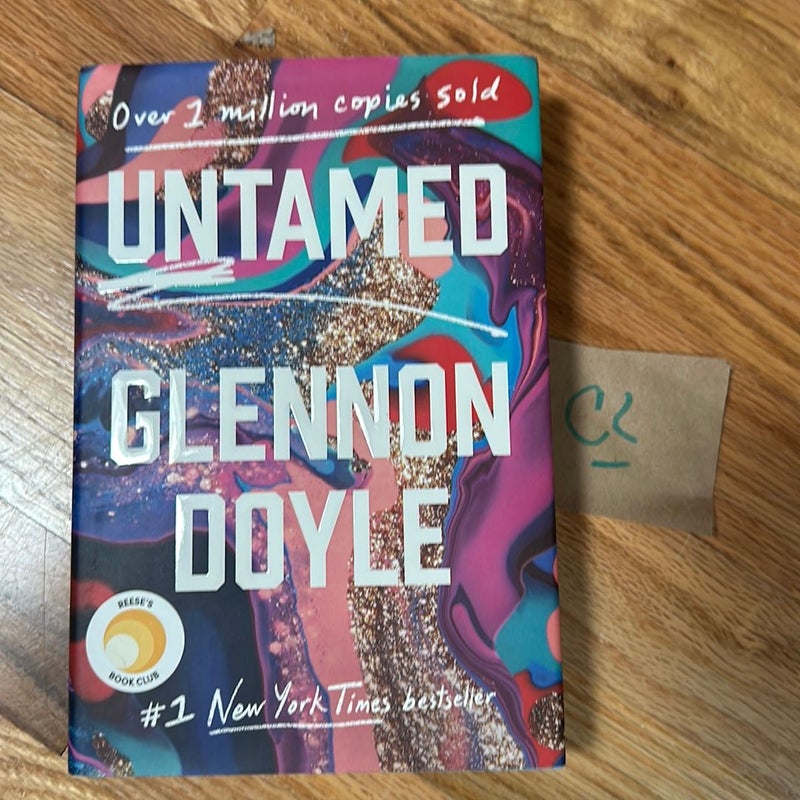 Over 1 million copies sold
UNTAMED
GLENNON
DOYLE
REESE'S
BOOK CLUB
#1 New York Times bestseller